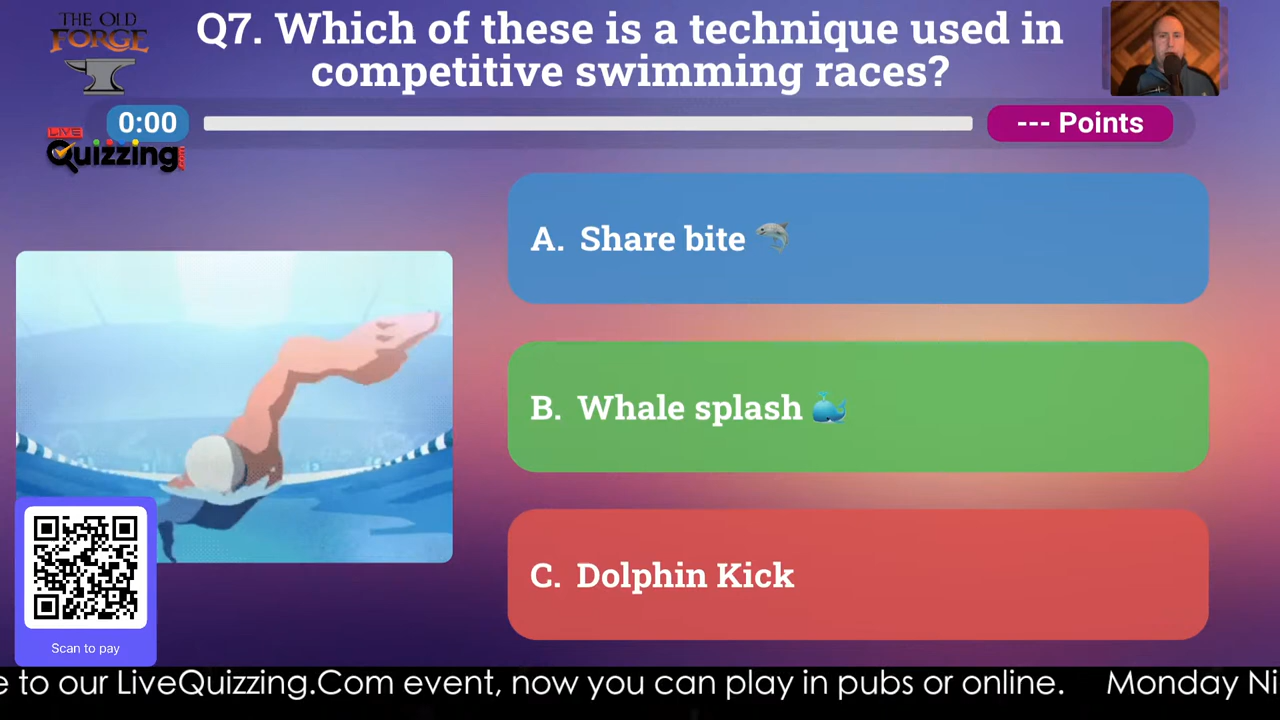 THE OLD
FORGE
Q7. Which of these is a technique used in
competitive swimming races?
0:00
--- Points
LIVE
Quizzing
A. Share bite 🦈
B. Whale splash 🐳
C. Dolphin Kick
Scan to pay
e to our LiveQuizzing.Com event, now you can play in pubs or online. Monday Ni